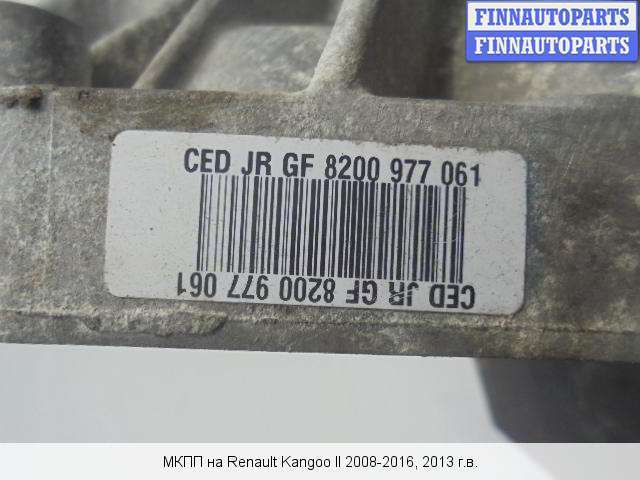 FINNAUTOPARTS
FINNAUTOPARTS
CED JR GF 8200 977 061
CED JR GF 8200 977 061
МКПП на Renault Kangoo II 2008-2016, 2013 г.в.